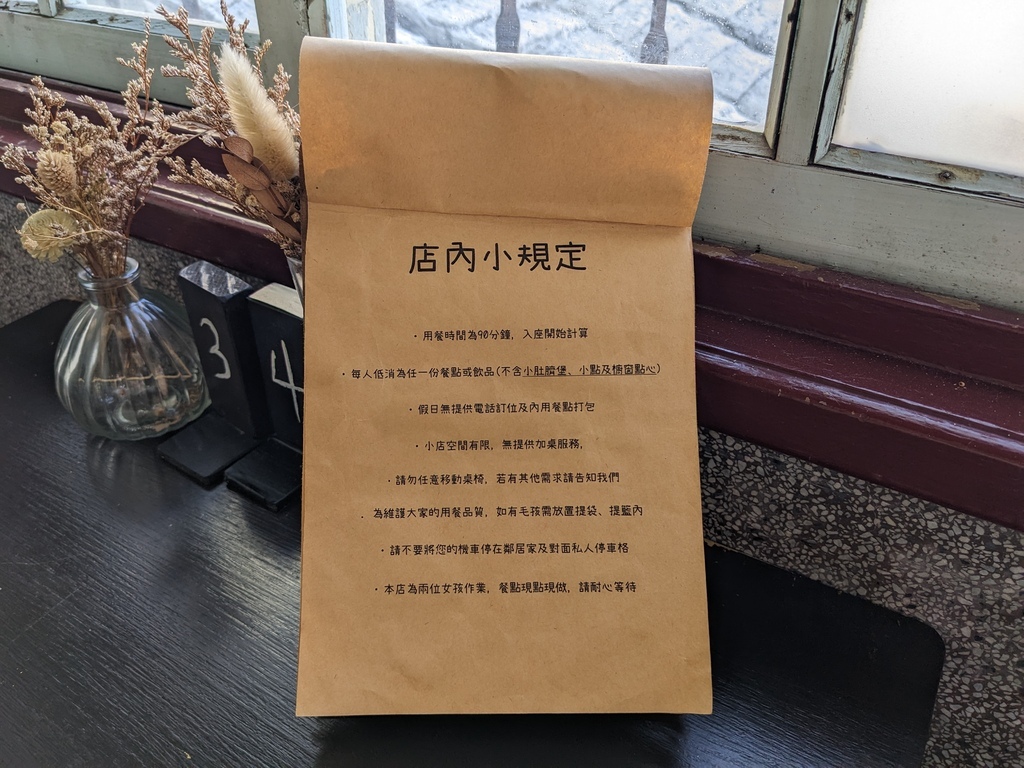 店內小規定
· 用餐時間為90分鐘，入座開始計算
· 每人低消為任一份餐點或飲品(不含小肚臍堡、小點及櫥窗點心)
· 假日無提供電話訂位及內用餐點打包
· 小店空間有限，無提供加桌服務，
· 請勿任意移動桌椅，若有其他需求請告知我們
. 為維護大家的用餐品質，如有毛孩需放置提袋、提籃內
· 請不要將您的機車停在鄰居家及對面私人停車格
· 本店為兩位女孩作業，餐點現點現做，請耐心等待
3
4